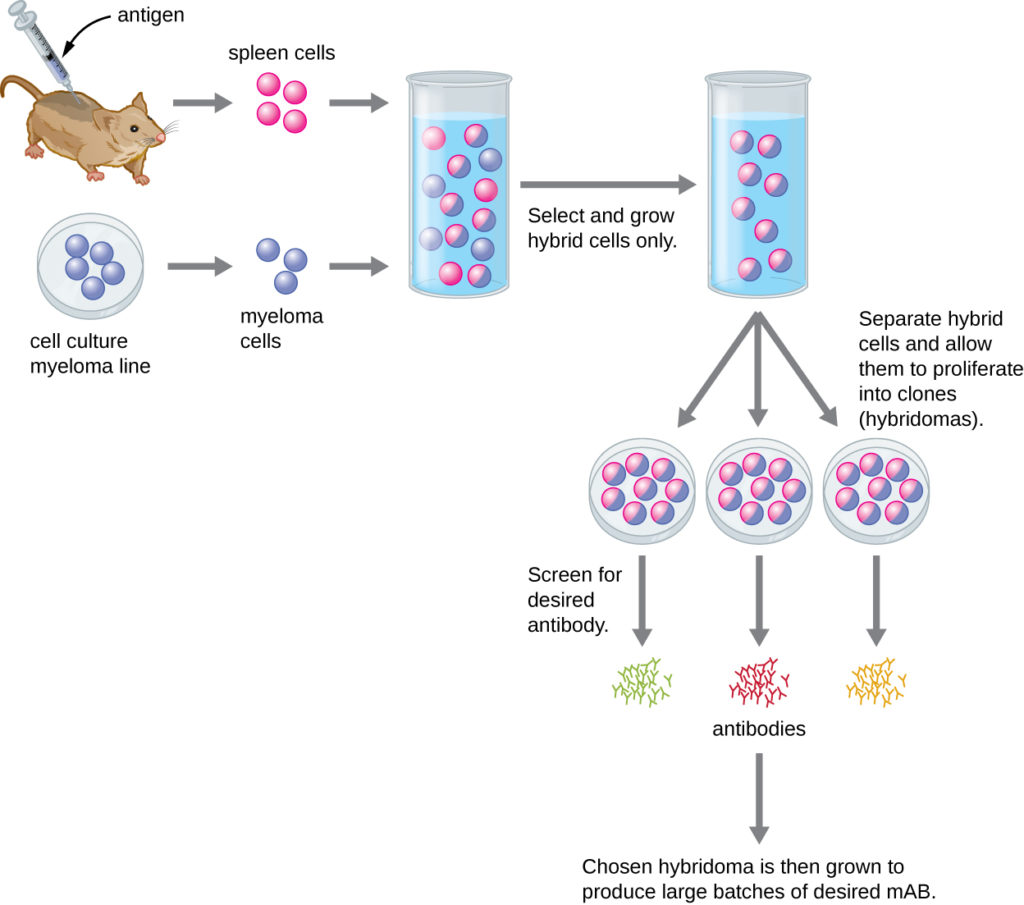 antigen
spleen cells
Select and grow
hybrid cells only.
cell culture
myeloma line
myeloma
cells
Separate hybrid
cells and allow
them to proliferate
into clones
(hybridomas).
Screen for
desired
antibody.
antibodies
Chosen hybridoma is then grown to
produce large batches of desired mAB.